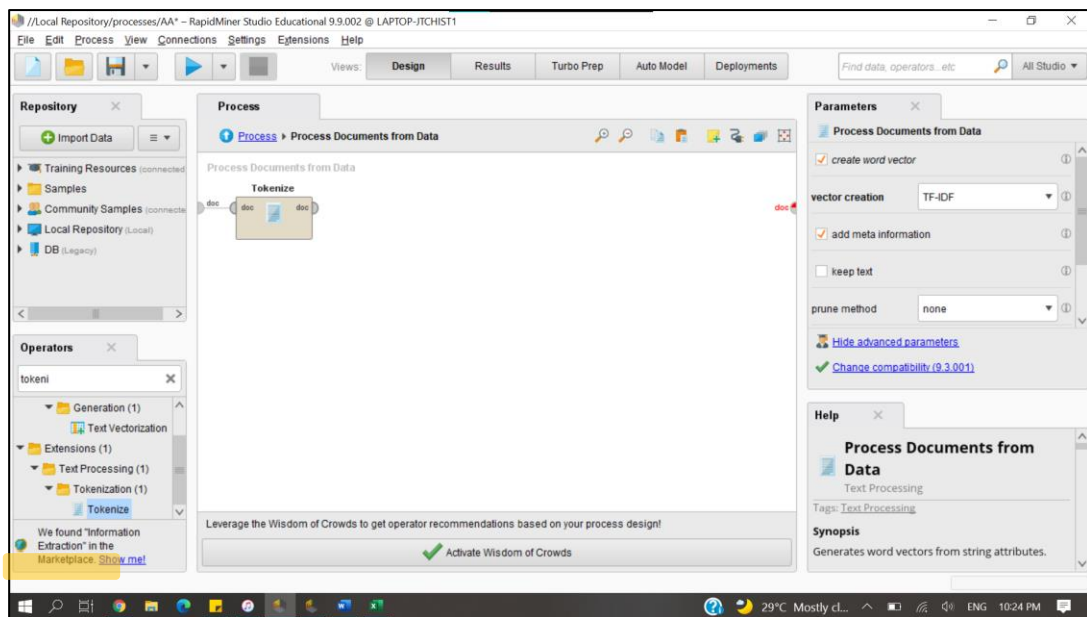 //Local Repository/processes/AA* – RapidMiner Studio Educational 9.9.002 @ LAPTOP-JTCHIST1
File Edit Process View Connections Settings Extensions Help
Views: Design Results Turbo Prep Auto Model Deployments
Find data, operators...etc All Studio
Repository
Import Data
Training Resources (connected
Samples
Community Samples (connecte
Local Repository (Local)
DB (Legacy)
Operators
tokeni
Generation (1)
Text Vectorization
Extensions (1)
Text Processing (1)
Tokenization (1)
Tokenize
We found "Information
Extraction" in the
Marketplace. Show me!
Process
Process Process Documents from Data
Process Documents from Data
Tokenize
doc doc doc doc
Leverage the Wisdom of Crowds to get operator recommendations based on your process design!
Activate Wisdom of Crowds
Parameters
Process Documents from Data
create word vector
vector creation TF-IDF
add meta information
keep text
prune method none
Hide advanced parameters
Change compatibility (9.3.001)
Help
Process Documents from
Data
Text Processing
Tags: Text Processing
Synopsis
Generates word vectors from string attributes.
29°C Mostly cl... ENG 10:24 PM